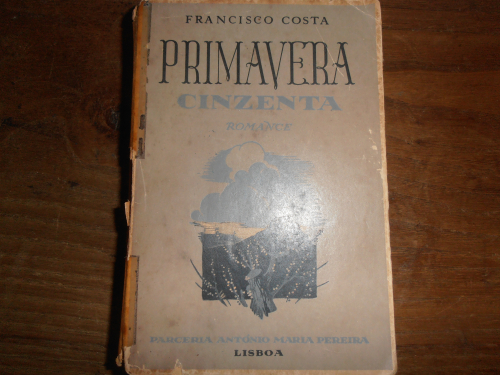 FRANCISCO COSTA
PRIMAVERA
CINZENTA
ROMANCE
PARCERIA ANTÓNIO MARIA PEREIRA
LISBOA